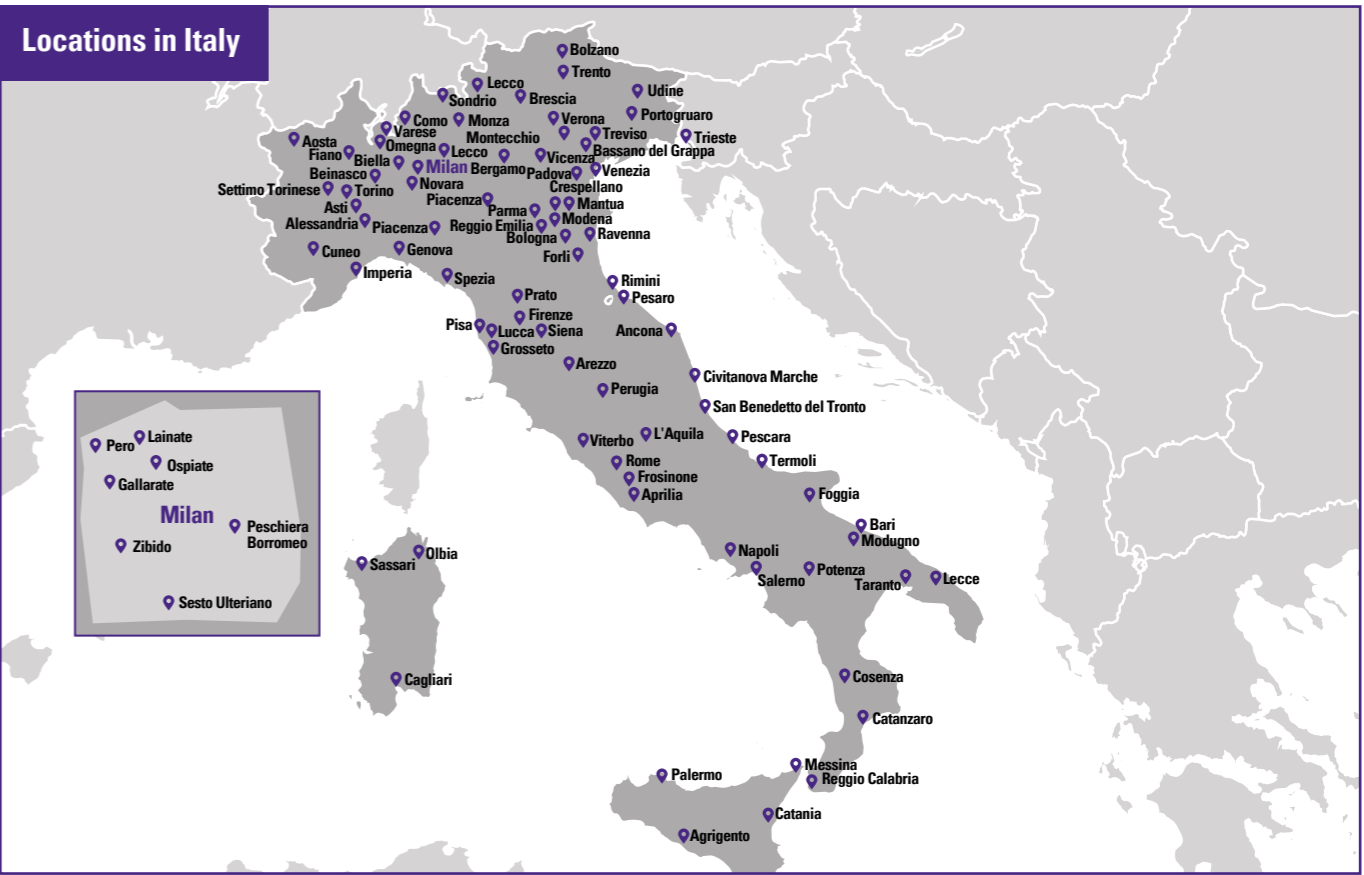 Locations in Italy
Bolzano
Trento
Lecco
Udine
Sondrio
Brescia
Portogruaro
Como
Monza
Verona
Varese
Montecchio
Treviso
Trieste
Aosta
Omegna
Lecco
Bassano del Grappa
Fiano
Biella
Milan
Bergamo
Vicenza
Beinasco
Padova
Venezia
Settimo Torinese
Torino
Novara
Crespellano
Piacenza
Mantua
Asti
Parma
Alessandria
Piacenza
Reggio Emilia
Modena
Bologna
Ravenna
Cuneo
Genova
Forli
Imperia
Spezia
Rimini
Prato
Pesaro
Firenze
Pisa
Lucca
Siena
Ancona
Grosseto
Arezzo
Civitanova Marche
Perugia
San Benedetto del Tronto
Viterbo
L'Aquila
Pescara
Rome
Termoli
Frosinone
Aprilia
Foggia
Bari
Modugno
Napoli
Salerno
Potenza
Taranto
Lecce
Olbia
Sassari
Cagliari
Cosenza
Catanzaro
Messina
Palermo
Reggio Calabria
Catania
Agrigento
Pero
Lainate
Ospiate
Gallarate
Milan
Peschiera
Borromeo
Zibido
Sesto Ulteriano